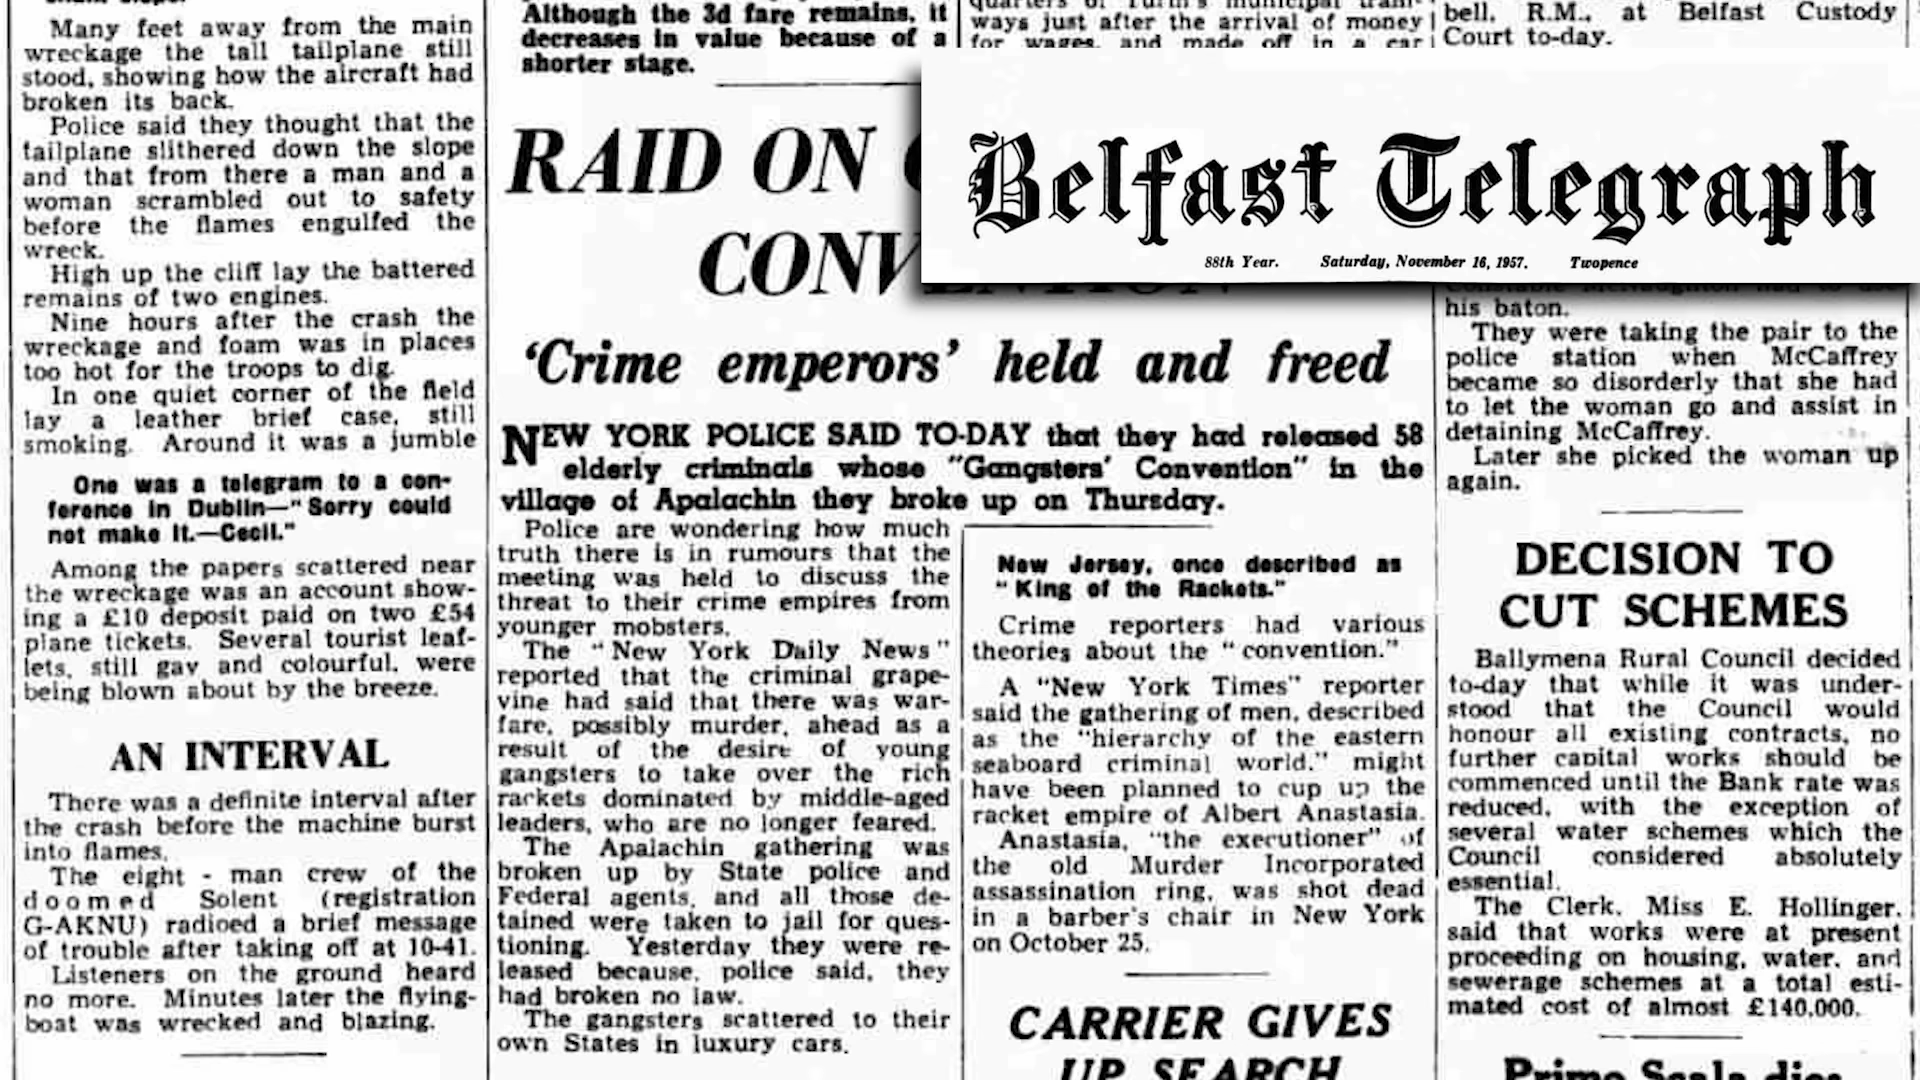 Many feet away from the main
wreckage the tall tailplane still
stood, showing how the aircraft had
broken its back.
Police said they thought that the
tailplane slithered down the slope
and that from there a man and a
woman scrambled out to safety
before the flames engulfed the
wreck.
High up the cliff lay the battered
remains of two engines.
Nine hours after the crash the
wreckage and foam was in places
too hot for the troops to dig.
In one quiet corner of the field
lay a leather brief case, still
smoking. Around it was a jumble
One was a telegram to a con-
ference in Dublin—"Sorry could
not make it.—Cecil."
Among the papers scattered near
the wreckage was an account show-
ing a £10 deposit paid on two £54
plane tickets. Several tourist leaf-
lets, still gay and colourful, were
being blown about by the breeze.
AN INTERVAL
There was a definite interval after
the crash before the machine burst
into flames.
The eight - man crew of the
doomed Solent (registration
G-AKNU) radioed a brief message
of trouble after taking off at 10-41.
Listeners on the ground heard
no more. Minutes later the flying-
boat was wrecked and blazing.
Although the 3d fare remains, it
decreases in value because of a
shorter stage.
RAID ON
CONVENTION
'Crime emperors' held and freed
NEW YORK POLICE SAID TO-DAY that they had released 58
elderly criminals whose "Gangsters' Convention" in the
village of Apalachin they broke up on Thursday.
Police are wondering how much
truth there is in rumours that the
meeting was held to discuss the
threat to their crime empires from
younger mobsters.
The "New York Daily News"
reported that the criminal grape-
vine had said that there was war-
fare, possibly murder, ahead as a
result of the desire of young
gangsters to take over the rich
rackets dominated by middle-aged
leaders, who are no longer feared.
The Apalachin gathering was
broken up by State police and
Federal agents, and all those de-
tained were taken to jail for ques-
tioning. Yesterday they were re-
leased because, police said, they
had broken no law.
The gangsters scattered to their
own States in luxury cars.
ways just after the arrival of money
for wages, and made off in a car
New Jersey, once described as
"King of the Rackets."
Crime reporters had various
theories about the "convention."
A "New York Times" reporter
said the gathering of men, described
as the "hierarchy of the eastern
seaboard criminal world." might
have been planned to cup up the
racket empire of Albert Anastasia.
Anastasia, "the executioner" of
the old Murder Incorporated
assassination ring, was shot dead
in a barber's chair in New York
on October 25.
CARRIER GIVES
UP SEARCH
bell, R.M., at Belfast Custody
Court to-day.
Belfast Telegraph
88th Year. Saturday, November 16, 1957. Twopence
his baton.
They were taking the pair to the
police station when McCaffrey
became so disorderly that she had
to let the woman go and assist in
detaining McCaffrey.
Later she picked the woman up
again.
DECISION TO
CUT SCHEMES
Ballymena Rural Council decided
to-day that while it was under-
stood that the Council would
honour all existing contracts, no
further capital works should be
commenced until the Bank rate was
reduced, with the exception of
several water schemes which the
Council considered absolutely
essential.
The Clerk, Miss E. Hollinger,
said that works were at present
proceeding on housing, water, and
sewerage schemes at a total esti-
mated cost of almost £140,000.
Primo Scala dies